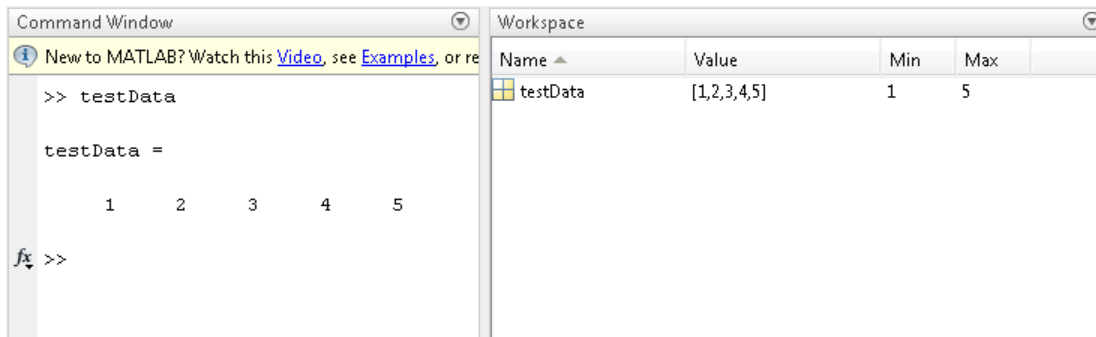 Command Window
New to MATLAB? Watch this Video, see Examples, or re
>> testData
testData =
1 2 3 4 5
fx >>
Workspace
Name Value Min Max
testData [1,2,3,4,5] 1 5